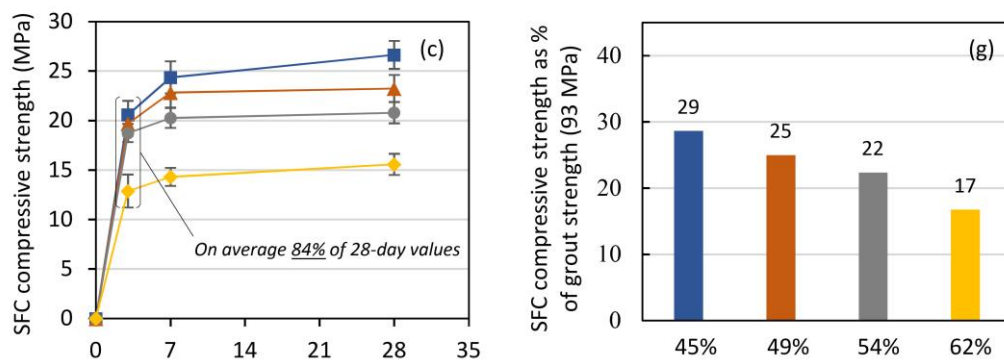 SFC compressive strength (MPa)
30
25
20
15
10
5
0
0 7 14 21 28 35
(c)
On average 84% of 28-day values
SFC compressive strength as %
of grout strength (93 MPa)
40
30
20
10
0
(g)
29
25
22
17
45% 49% 54% 62%